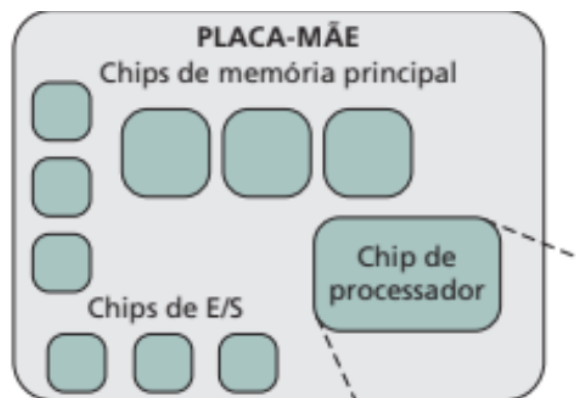 PLACA-MÃE
Chips de memória principal
Chip de
processador
Chips de E/S